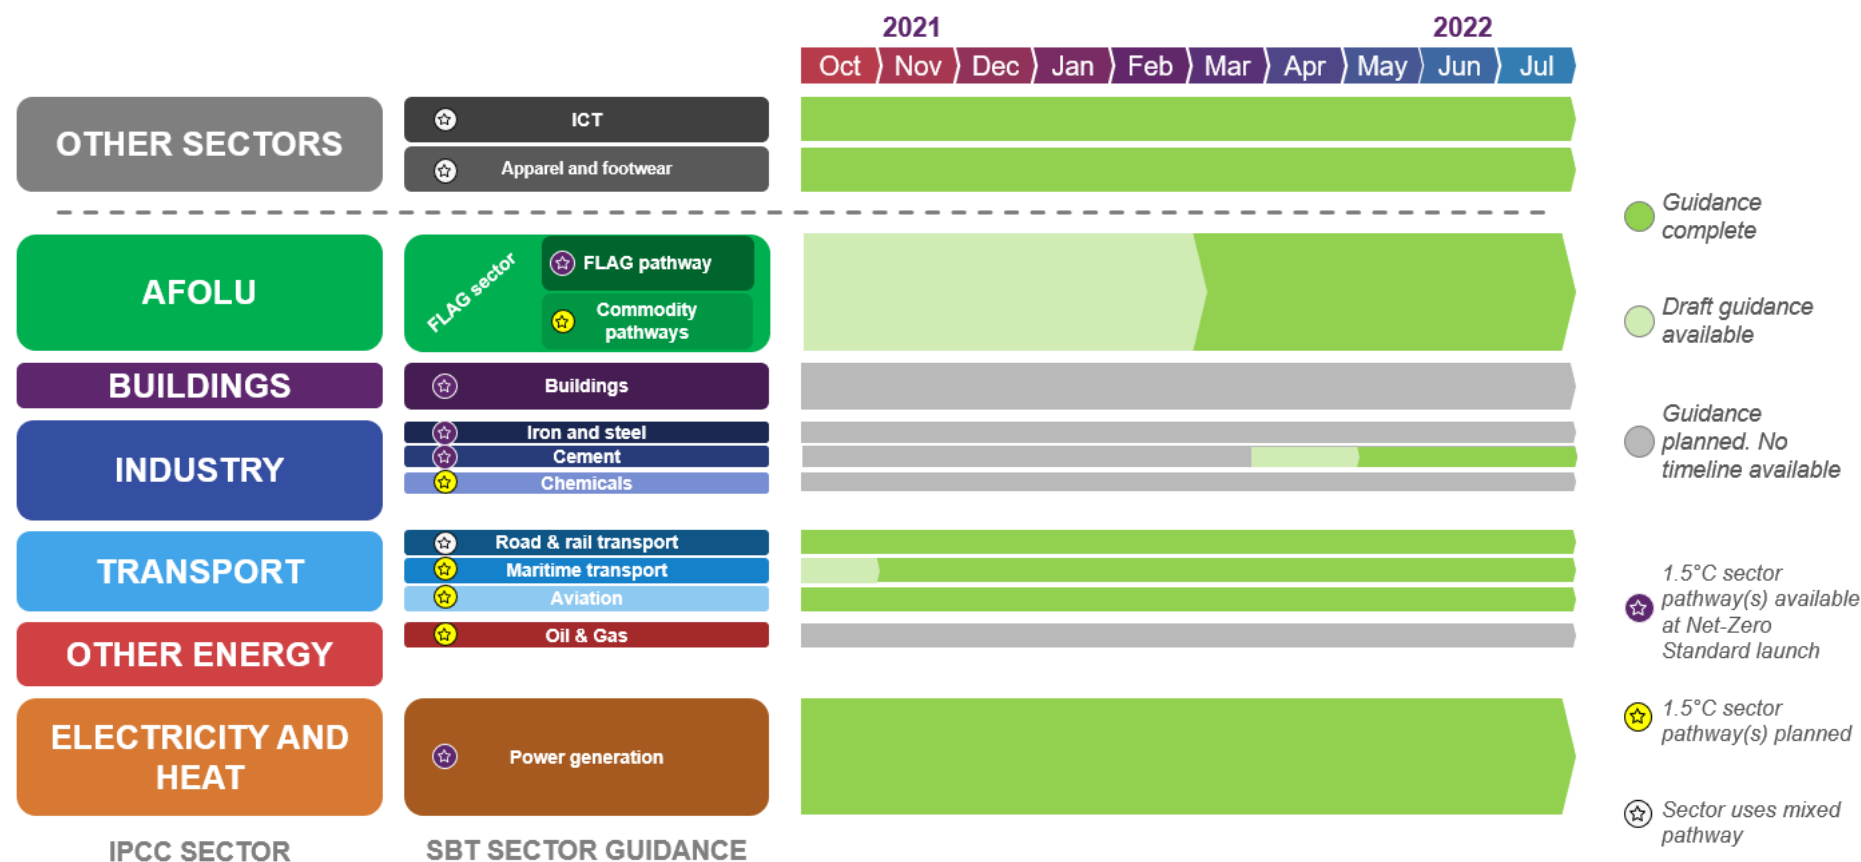 2021 2022
Oct Nov Dec Jan Feb Mar Apr May Jun Jul
OTHER SECTORS
ICT
Apparel and footwear
AFOLU
FLAG sector
FLAG pathway
Commodity
pathways
BUILDINGS
Buildings
INDUSTRY
Iron and steel
Cement
Chemicals
TRANSPORT
Road & rail transport
Maritime transport
Aviation
OTHER ENERGY
Oil & Gas
ELECTRICITY AND
HEAT
Power generation
IPCC SECTOR
SBT SECTOR GUIDANCE
Guidance
complete
Draft guidance
available
Guidance
planned. No
timeline available
1.5°C sector
pathway(s) available
at Net-Zero
Standard launch
1.5°C sector
pathway(s) planned
Sector uses mixed
pathway